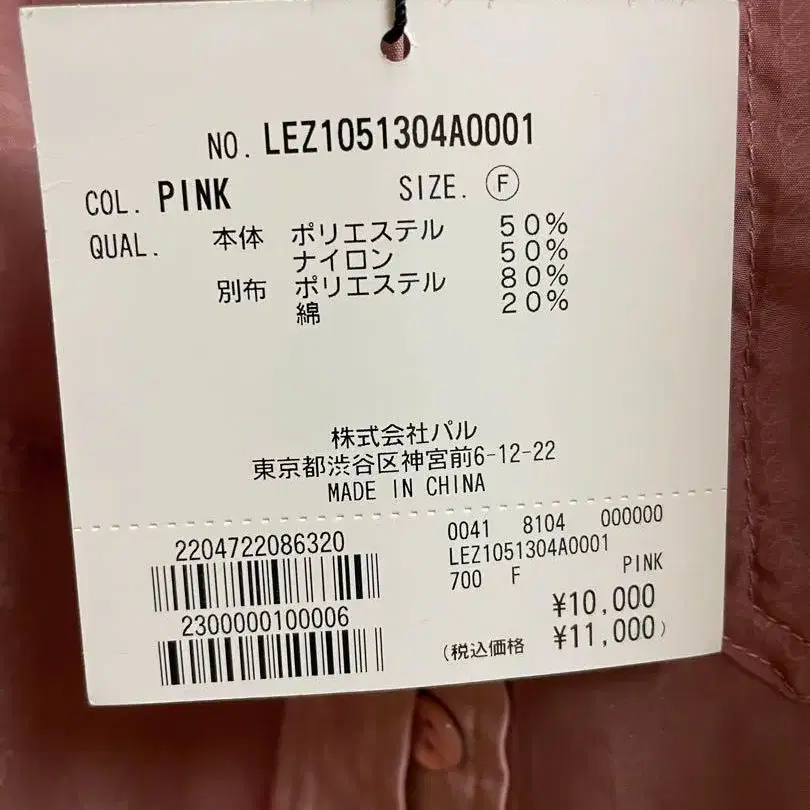 NO. LEZ1051304A0001
COL. PINK SIZE. Ⓕ
QUAL. 本体 ポリエステル 50%
ナイロン 50%
別布 ポリエステル 80%
綿 20%
株式会社パル
東京都渋谷区神宮前6-12-22
MADE IN CHINA
2204722086320
2300000100006
0041 8104 000000
LEZ1051304A0001
700 F PINK
¥10,000
(税込価格 ¥11,000)